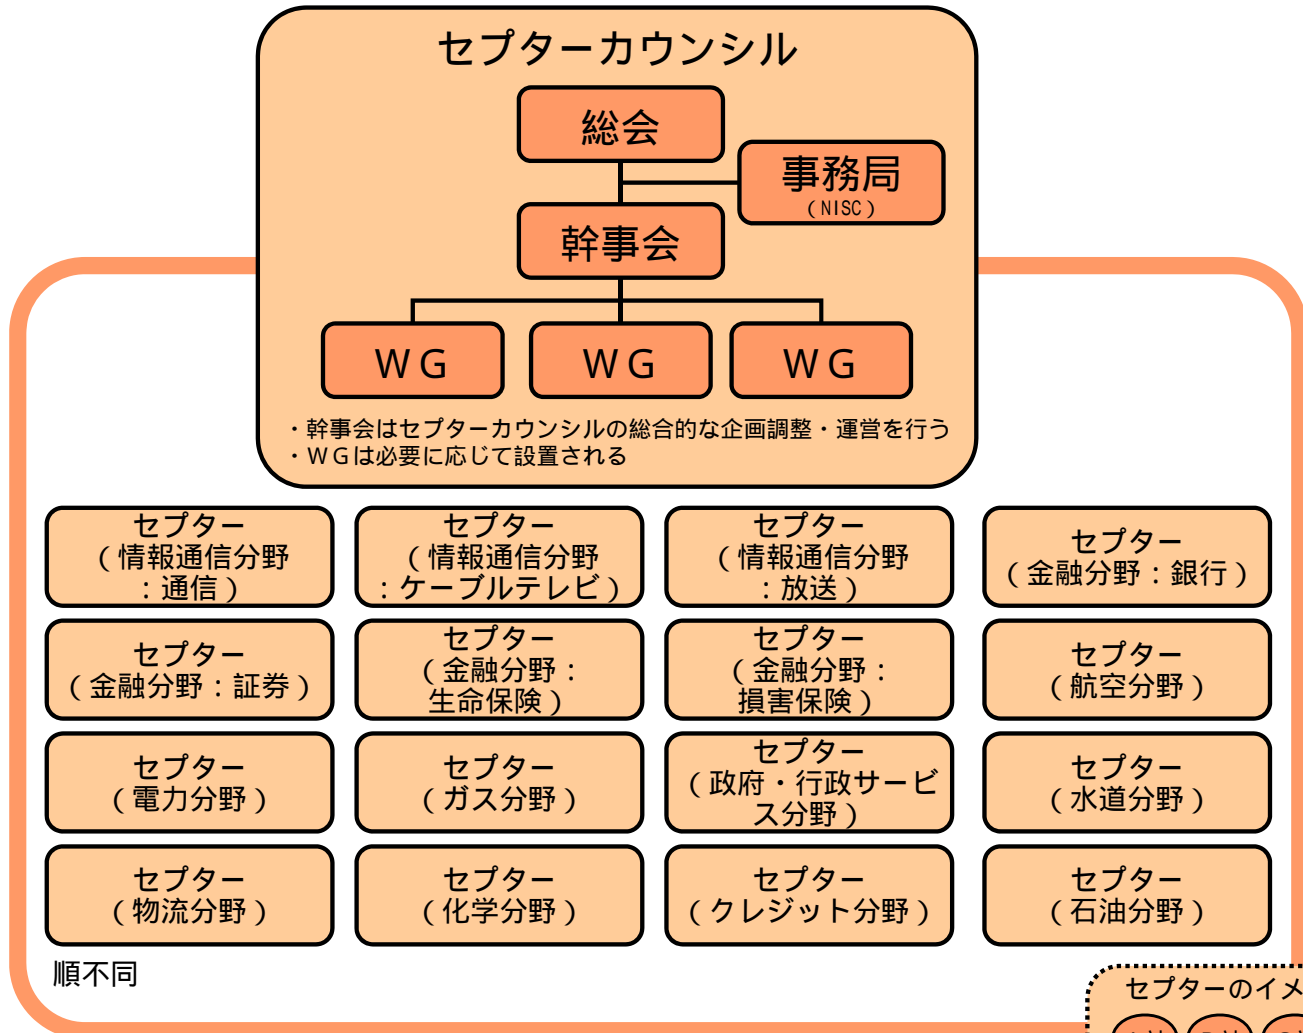 セプターカウンシル
総会
事務局
（NISC）
幹事会
ＷＧ
ＷＧ
ＷＧ
・幹事会はセプターカウンシルの総合的な企画調整・運営を行う
・ＷＧは必要に応じて設置される
セプター
（情報通信分野
：通信）
セプター
（情報通信分野
：ケーブルテレビ）
セプター
（情報通信分野
：放送）
セプター
（金融分野：銀行）
セプター
（金融分野：証券）
セプター
（金融分野：
生命保険）
セプター
（金融分野：
損害保険）
セプター
（航空分野）
セプター
（電力分野）
セプター
（ガス分野）
セプター
（政府・行政サービ
ス分野）
セプター
（水道分野）
セプター
（物流分野）
セプター
（化学分野）
セプター
（クレジット分野）
セプター
（石油分野）
順不同
セプターのイメ